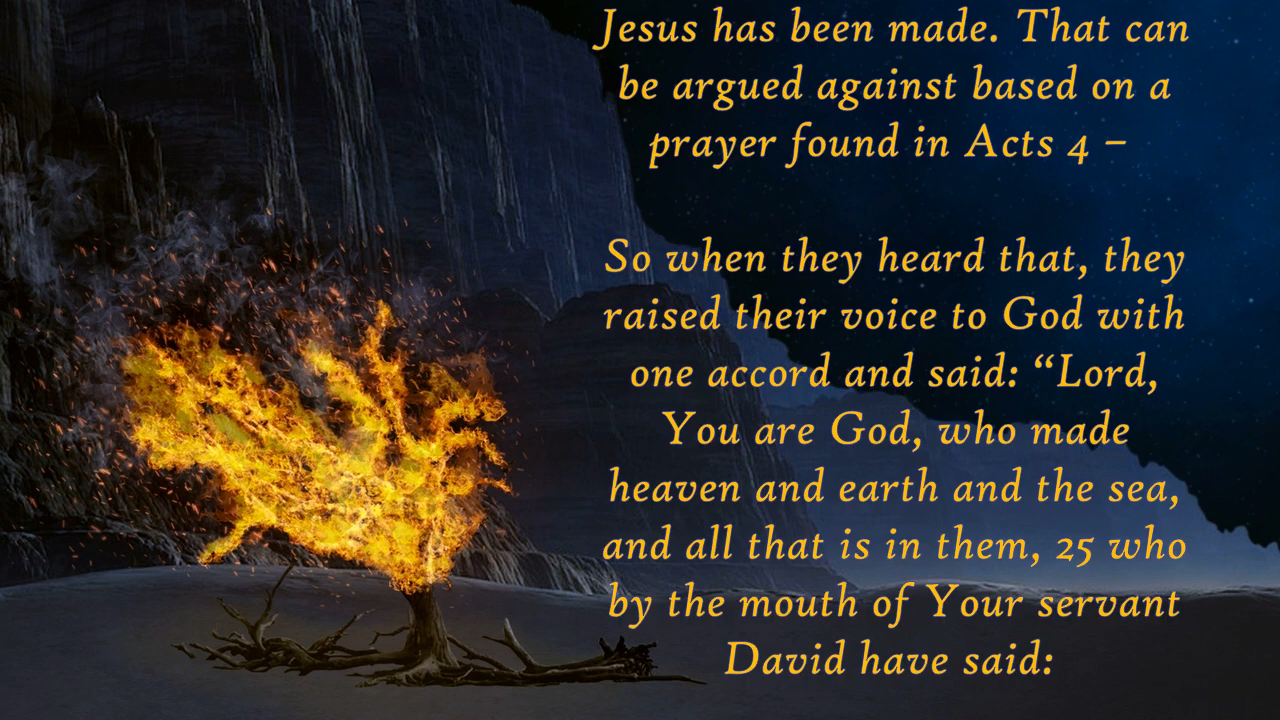 Jesus has been made. That can
be argued against based on a
prayer found in Acts 4 –
So when they heard that, they
raised their voice to God with
one accord and said: “Lord,
You are God, who made
heaven and earth and the sea,
and all that is in them, 25 who
by the mouth of Your servant
David have said: